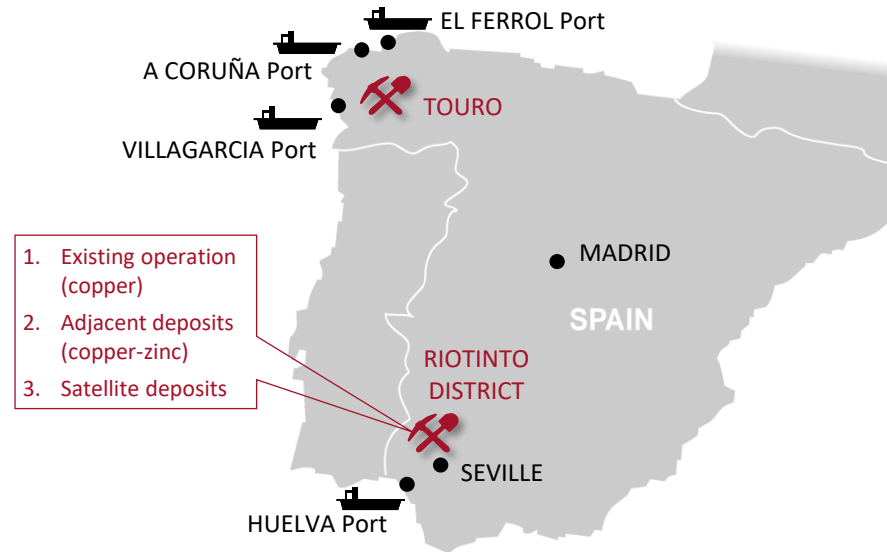 EL FERROL Port
A CORUÑA Port
TOURO
VILLAGARCIA Port
1. Existing operation
(copper)
2. Adjacent deposits
(copper-zinc)
3. Satellite deposits
MADRID
SPAIN
RIOTINTO
DISTRICT
SEVILLE
HUELVA Port